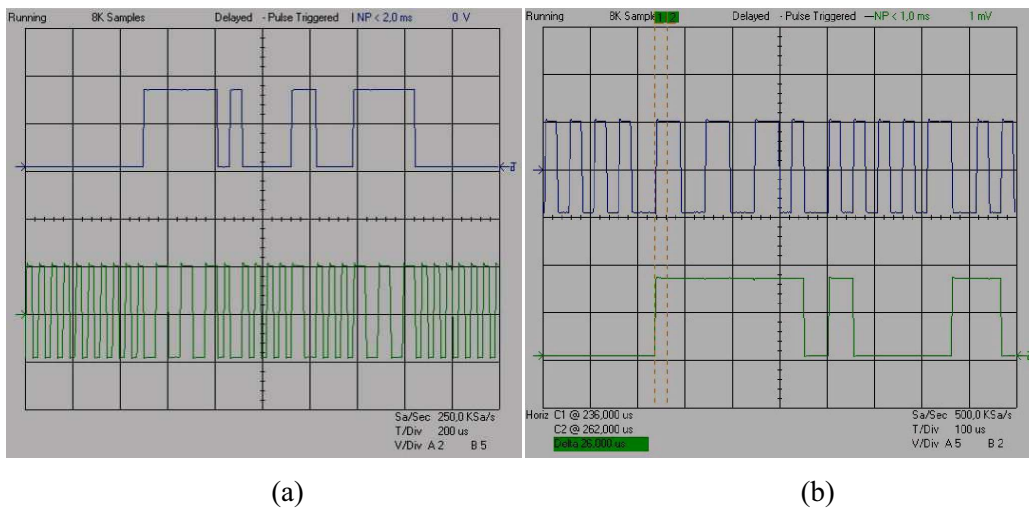 Running 8K Samples Delayed - Pulse Triggered | NP < 2,0 ms 0 V
Sa/Sec 250,0 KSa/s
T/Div 200 us
V/Div A 2 B 5
(a)
Running 8K Sampl 1 2 Delayed - Pulse Triggered —NP < 1,0 ms 1 mV
Horiz C1 @ 236,000 us
C2 @ 262,000 us
Delta 26,000 us
Sa/Sec 500,0 KSa/s
T/Div 100 us
V/Div A 5 B 2
(b)